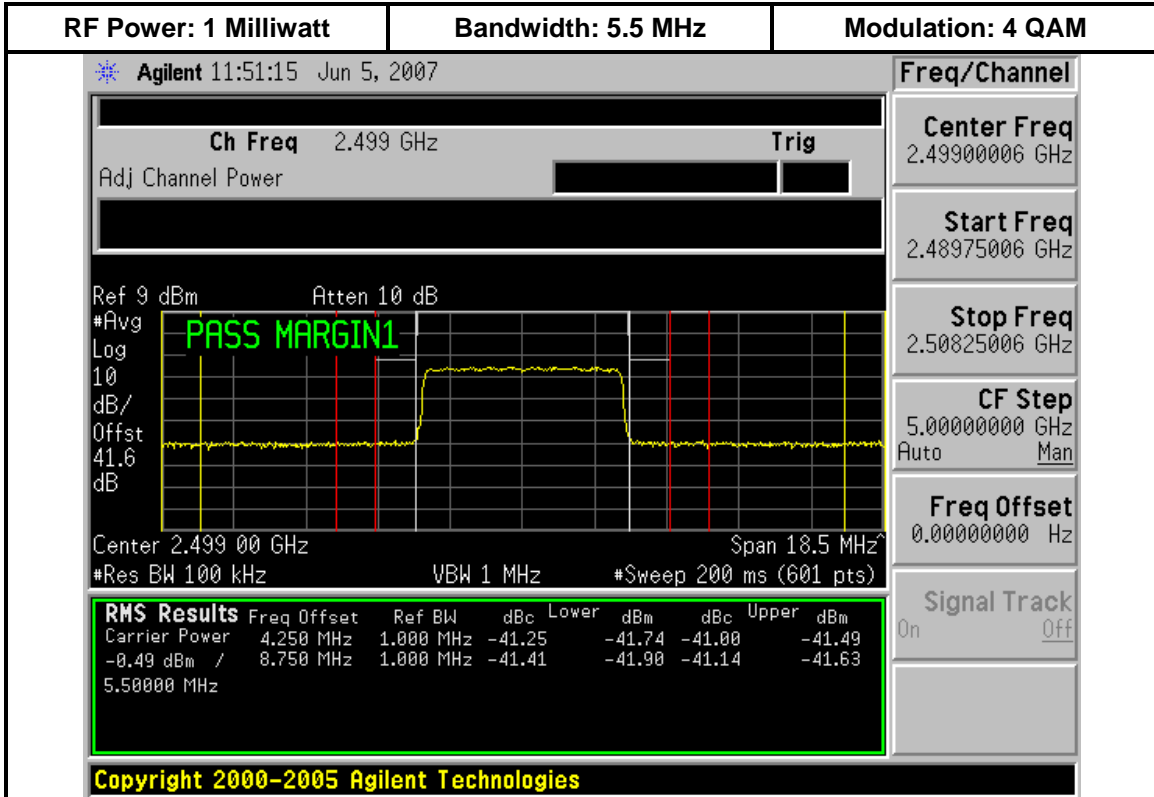 RF Power: 1 Milliwatt Bandwidth: 5.5 MHz Modulation: 4 QAM
Agilent 11:51:15 Jun 5, 2007
Freq/Channel
Ch Freq 2.499 GHz Trig
Adj Channel Power
Center Freq
2.49900006 GHz
Start Freq
2.48975006 GHz
Stop Freq
2.50825006 GHz
CF Step
5.00000000 GHz
Auto Man
Freq Offset
0.00000000 Hz
Signal Track
On Off
Ref 9 dBm Atten 10 dB
#Avg
Log
10
dB/
Offst
41.6
dB
PASS MARGIN1
Center 2.499 00 GHz Span 18.5 MHz^
#Res BW 100 kHz VBW 1 MHz #Sweep 200 ms (601 pts)
RMS Results Freq Offset Ref BW dBc Lower dBm dBc Upper dBm
Carrier Power 4.250 MHz 1.000 MHz -41.25 -41.74 -41.00 -41.49
-0.49 dBm / 8.750 MHz 1.000 MHz -41.41 -41.90 -41.14 -41.63
5.50000 MHz
Copyright 2000-2005 Agilent Technologies